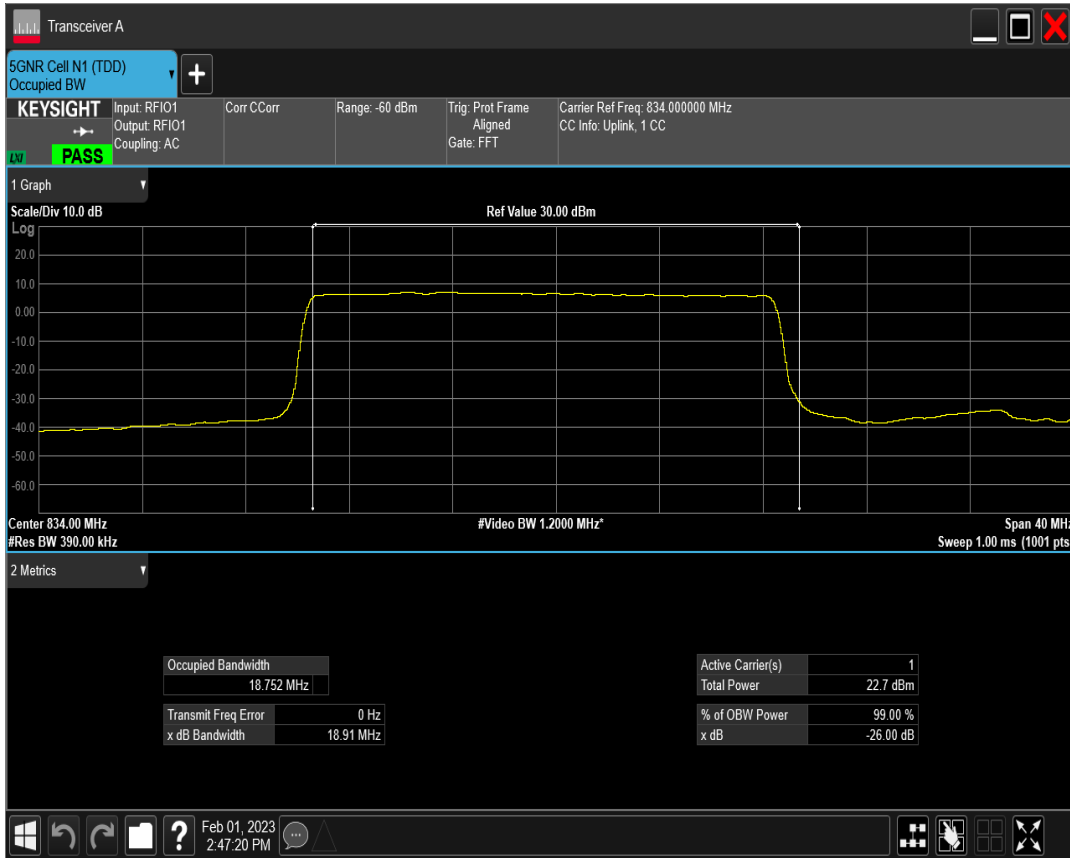 Transceiver A
5GNR Cell N1 (TDD)
Occupied BW
KEYSIGHT
Input: RFIO1
Output: RFIO1
Coupling: AC
LXI
PASS
Corr CCorr
Range: -60 dBm
Trig: Prot Frame
Aligned
Gate: FFT
Carrier Ref Freq: 834.000000 MHz
CC Info: Uplink, 1 CC
1 Graph
Scale/Div 10.0 dB
Ref Value 30.00 dBm
Log
20.0
10.0
0.00
-10.0
-20.0
-30.0
-40.0
-50.0
-60.0
Center 834.00 MHz
#Video BW 1.2000 MHz*
Span 40 MHz
#Res BW 390.00 kHz
Sweep 1.00 ms (1001 pts
2 Metrics
Occupied Bandwidth
18.752 MHz
Transmit Freq Error 0 Hz
x dB Bandwidth 18.91 MHz
Active Carrier(s) 1
Total Power 22.7 dBm
% of OBW Power 99.00 %
x dB -26.00 dB
?
Feb 01, 2023
2:47:20 PM